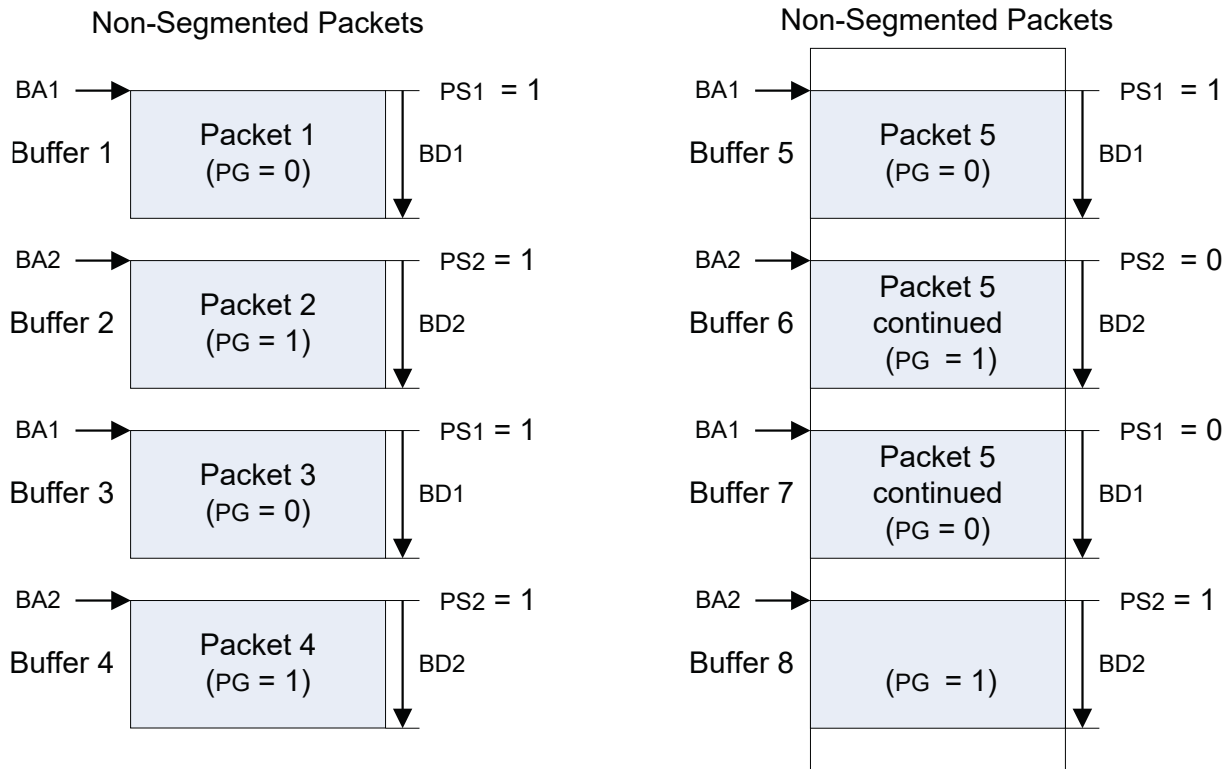 Non-Segmented Packets
BA1
Buffer 1
Packet 1
(PG = 0)
PS1 = 1
BD1
BA2
Buffer 2
Packet 2
(PG = 1)
PS2 = 1
BD2
BA1
Buffer 3
Packet 3
(PG = 0)
PS1 = 1
BD1
BA2
Buffer 4
Packet 4
(PG = 1)
PS2 = 1
BD2
Non-Segmented Packets
BA1
Buffer 5
Packet 5
(PG = 0)
PS1 = 1
BD1
BA2
Buffer 6
Packet 5
continued
(PG = 1)
PS2 = 0
BD2
BA1
Buffer 7
Packet 5
continued
(PG = 0)
PS1 = 0
BD1
BA2
Buffer 8
(PG = 1)
PS2 = 1
BD2